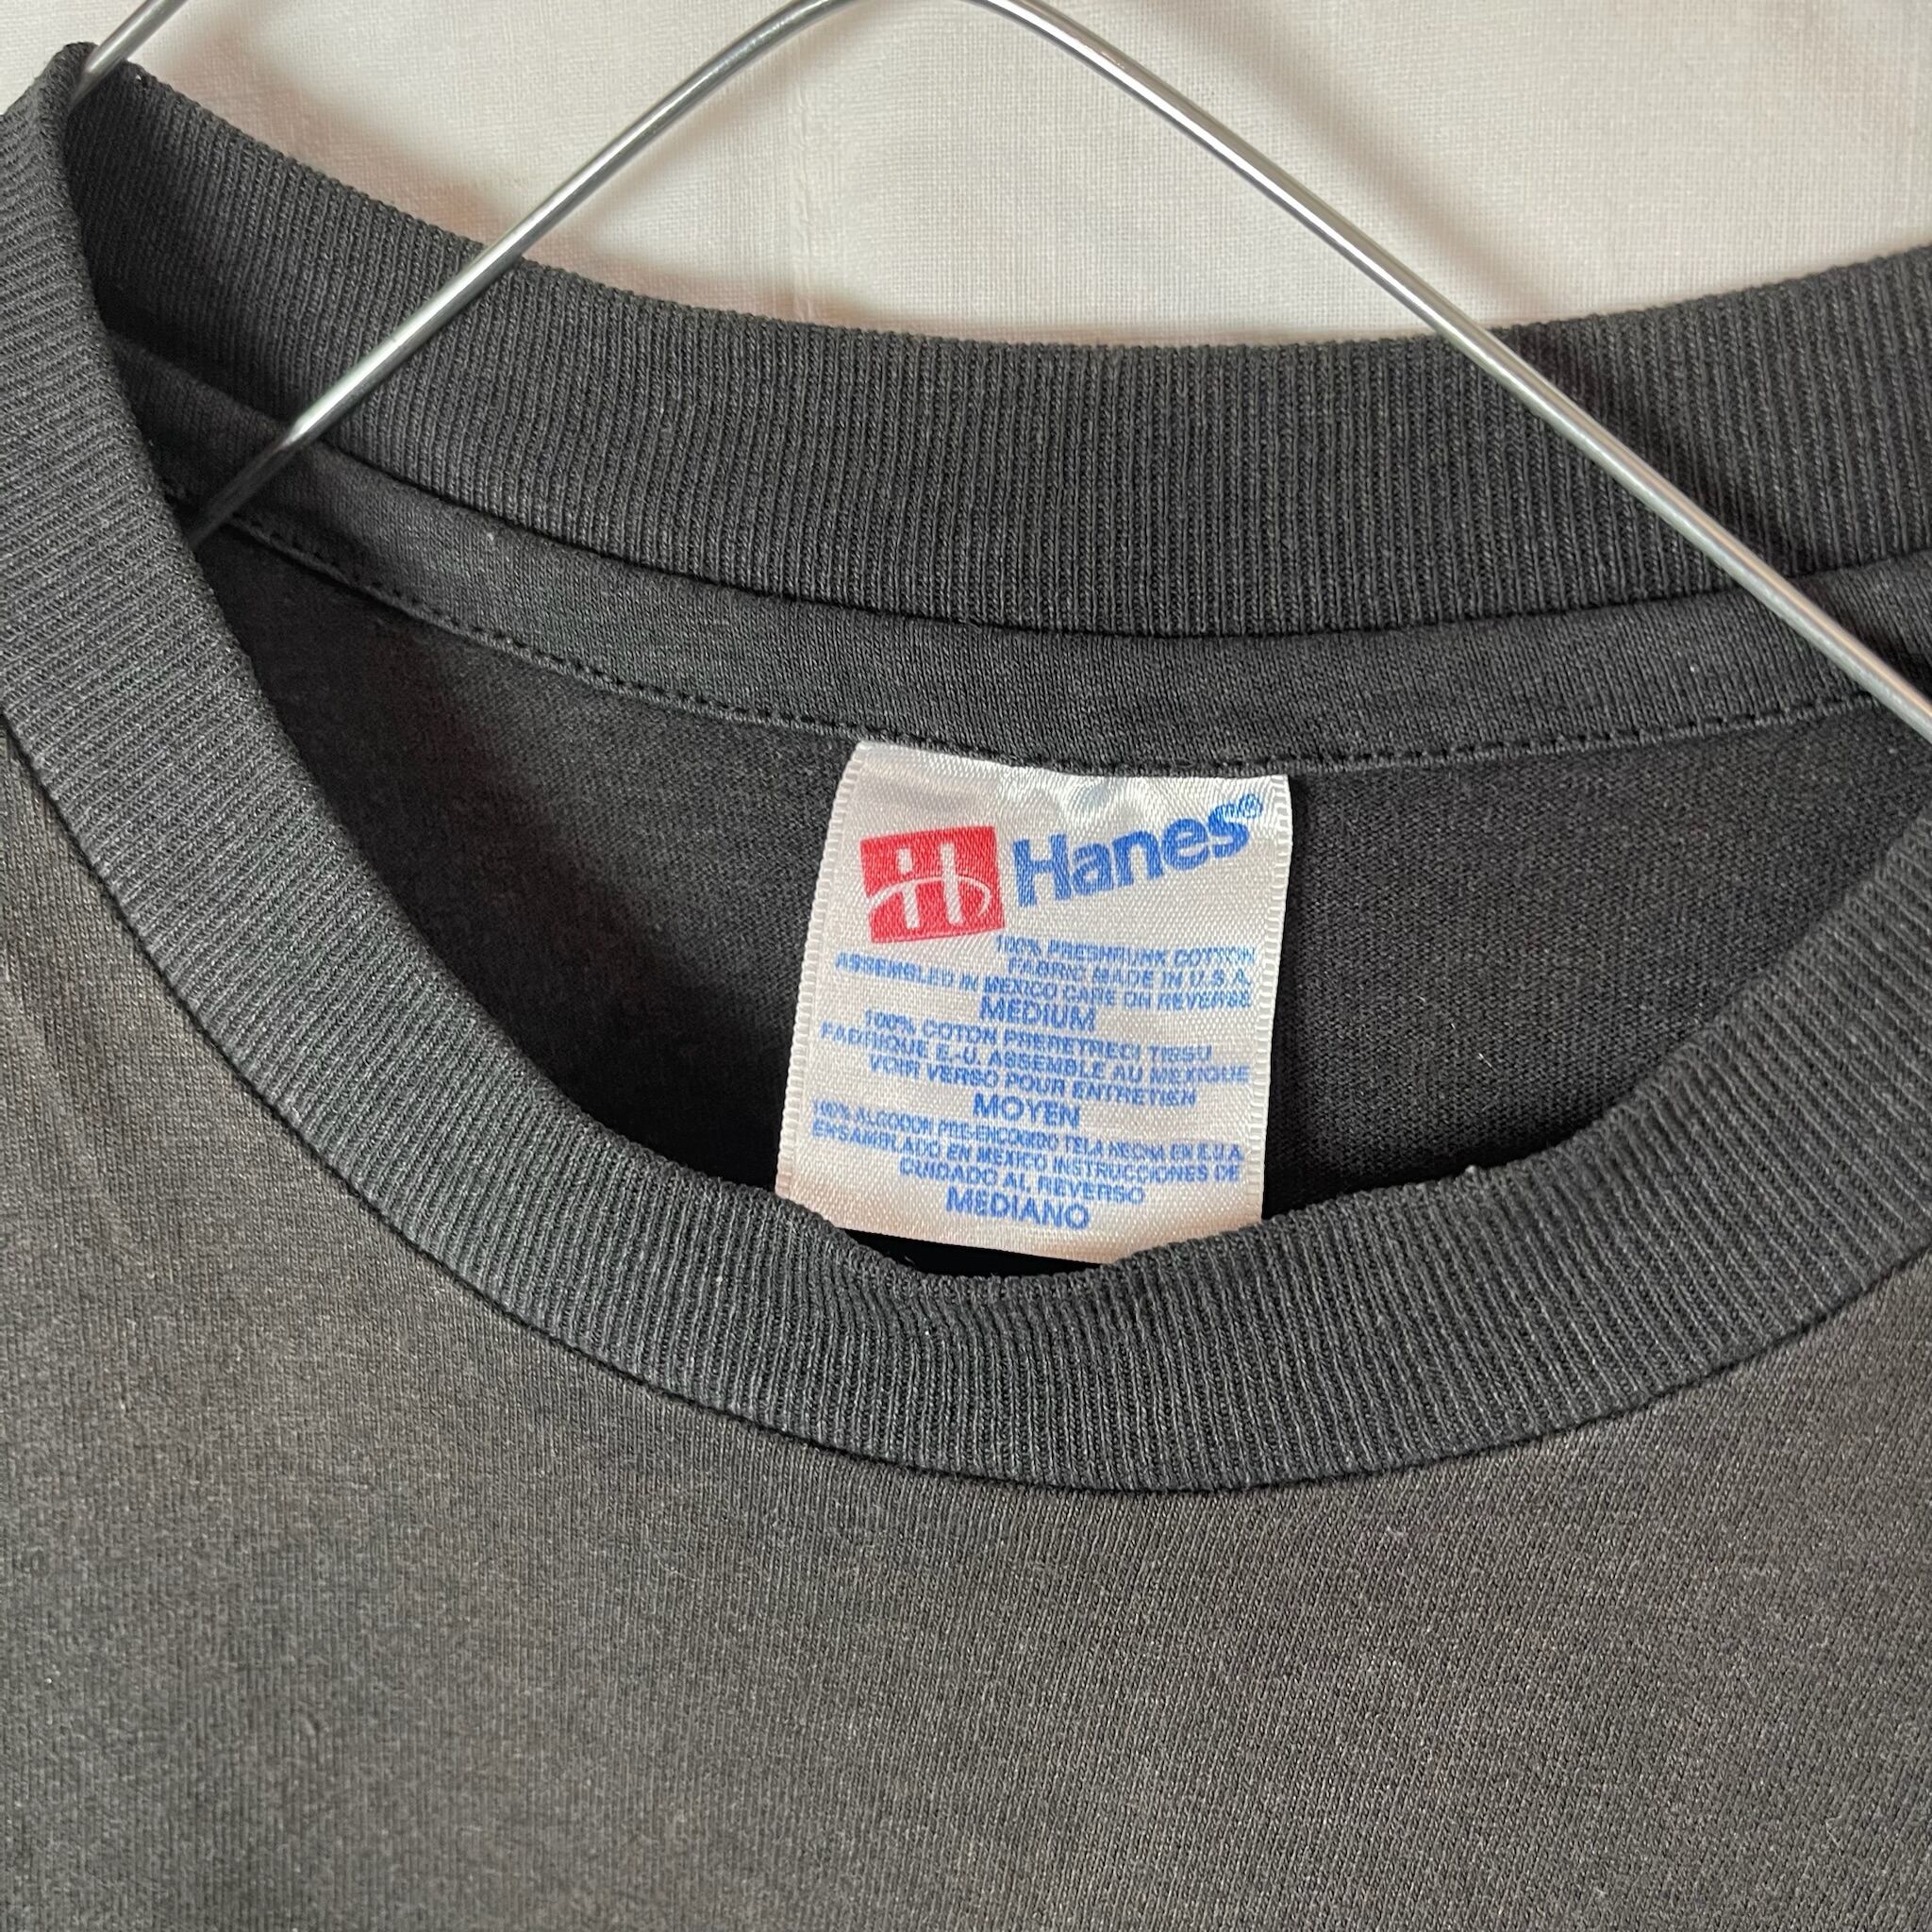 Hanes®
100% PRESHRUNK COTTON
FABRIC MADE IN U.S.A.
ASSEMBLED IN MEXICO CARE ON REVERSE
MEDIUM
100% COTON PRERETRECI TISSU
FABRIQUE E.-U. ASSEMBLE AU MEXIQUE
VOIR VERSO POUR ENTRETIEN
MOYEN
100% ALGODON PRE-ENCOGIDO TELA HECHA EN E.U.A.
ENSAMBLADO EN MEXICO INSTRUCCIONES DE
CUIDADO AL REVERSO
MEDIANO